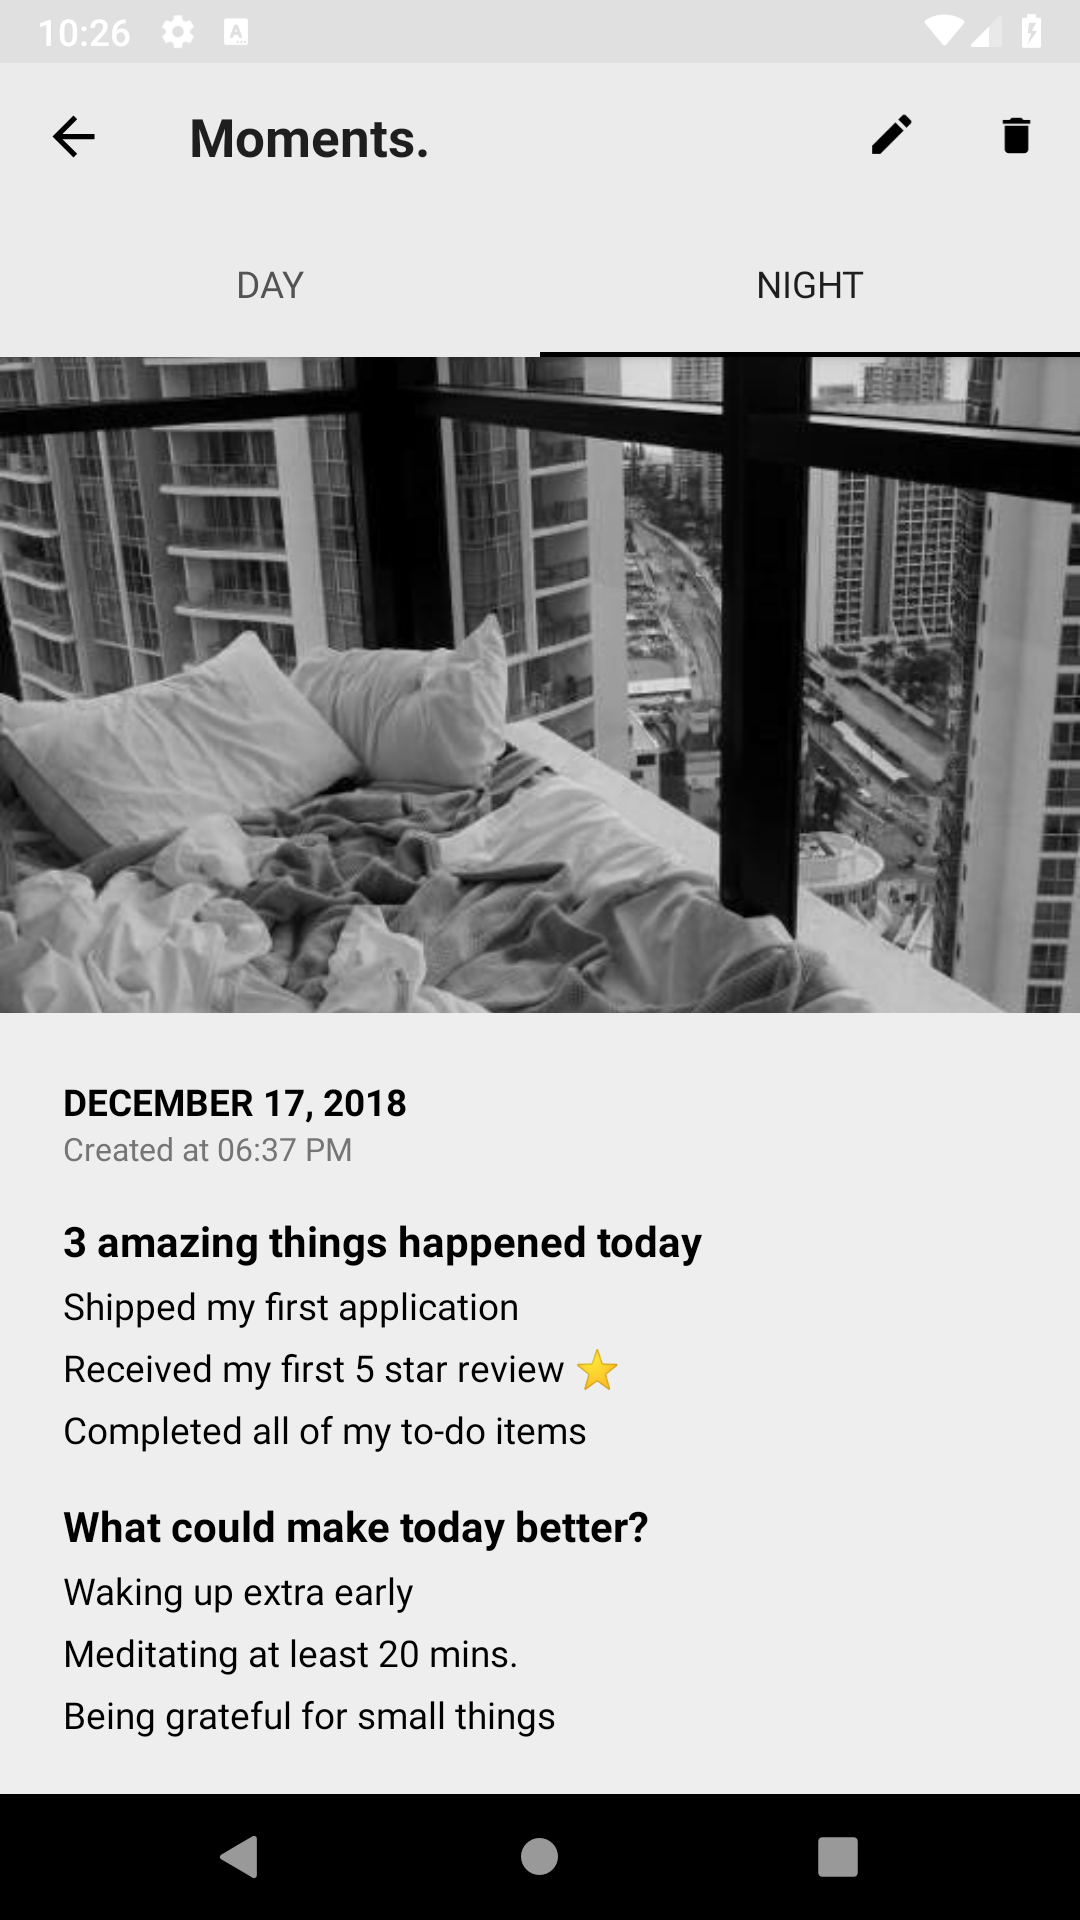 10:26
Moments.
DAY
NIGHT
DECEMBER 17, 2018
Created at 06:37 PM
3 amazing things happened today
Shipped my first application
Received my first 5 star review ⭐
Completed all of my to-do items
What could make today better?
Waking up extra early
Meditating at least 20 mins.
Being grateful for small things